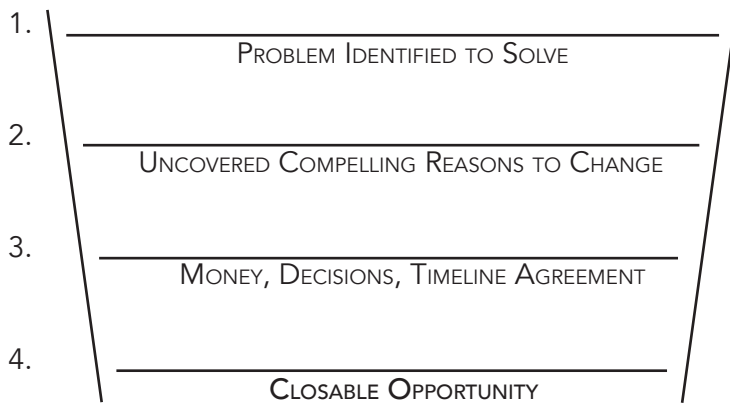 1.
Problem Identified to Solve
2.
Uncovered Compelling Reasons to Change
3.
Money, Decisions, Timeline Agreement
4.
Closable Opportunity